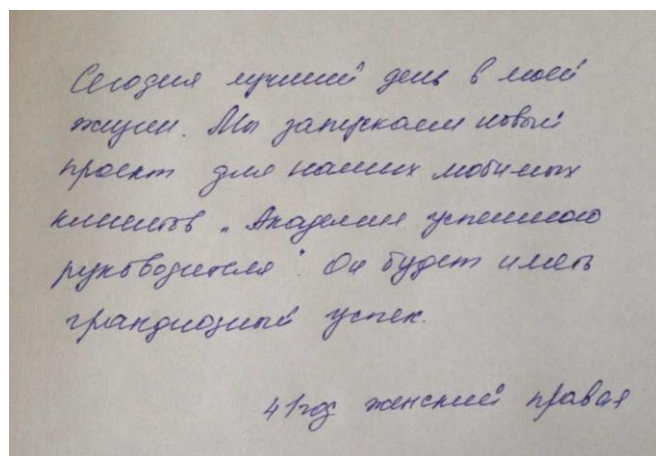 Сегодня лучший день в моей
жизни. Мы запускаем новый
проект для наших любимых
клиентов „Академия успешного
руководителя". Он будет иметь
грандиозный успех.
41 год женский правая